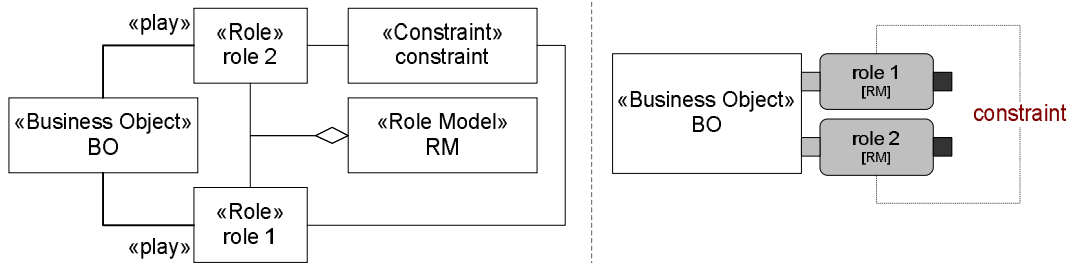 «play»
«Role»
role 2
«Constraint»
constraint
«Business Object»
BO
«Role Model»
RM
«Role»
role 1
«play»
«Business Object»
BO
role 1
[RM]
role 2
[RM]
constraint